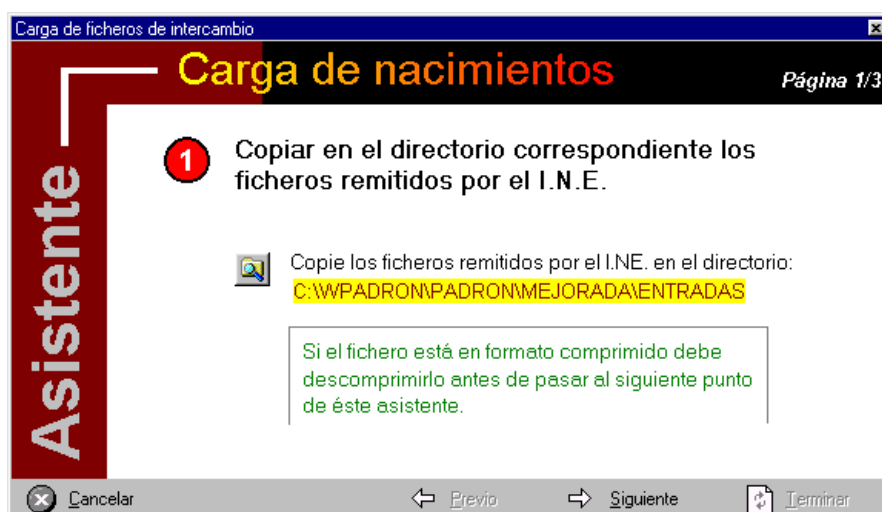 Carga de ficheros de intercambio
Carga de nacimientos
Página 1/3
Asistente
1
Copiar en el directorio correspondiente los
ficheros remitidos por el I.N.E.
Copie los ficheros remitidos por el I.NE. en el directorio:
C:\WPADRON\PADRON\MEJORADA\ENTRADAS
Si el fichero está en formato comprimido debe
descomprimirlo antes de pasar al siguiente punto
de éste asistente.
Cancelar
Previo
Siguiente
Terminar